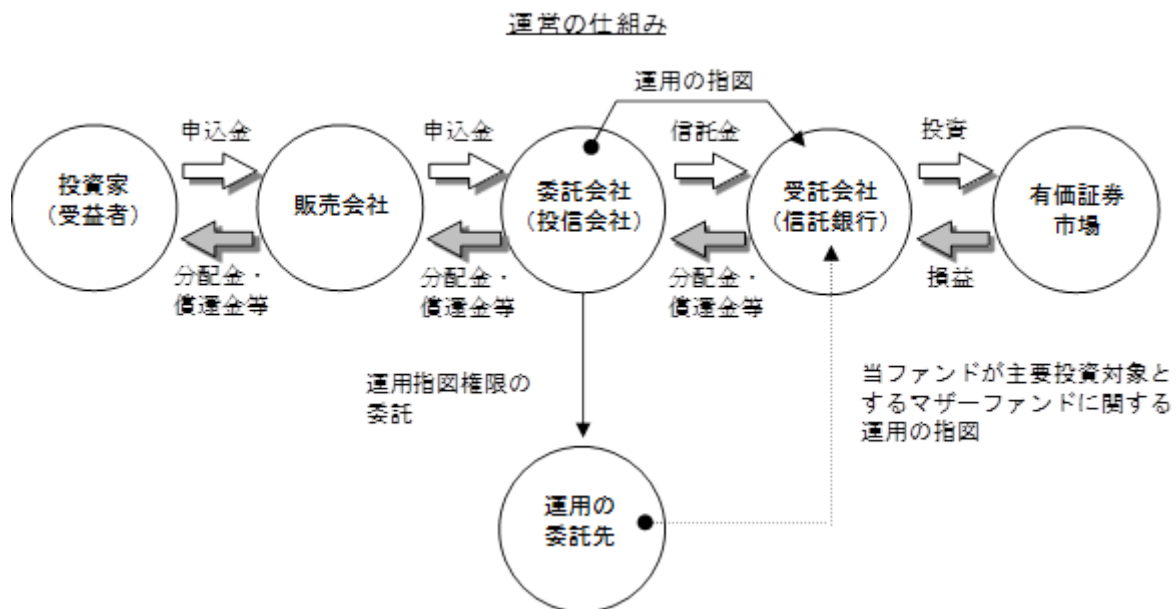 運営の仕組み
運用の指図
申込金
申込金
信託金
投資
投資家
（受益者）
販売会社
委託会社
（投信会社）
受託会社
（信託銀行）
有価証券
市場
分配金・
償還金等
分配金・
償還金等
分配金・
償還金等
損益
運用指図権限の
委託
当ファンドが主要投資対象と
するマザーファンドに関する
運用の指図
運用の
委託先